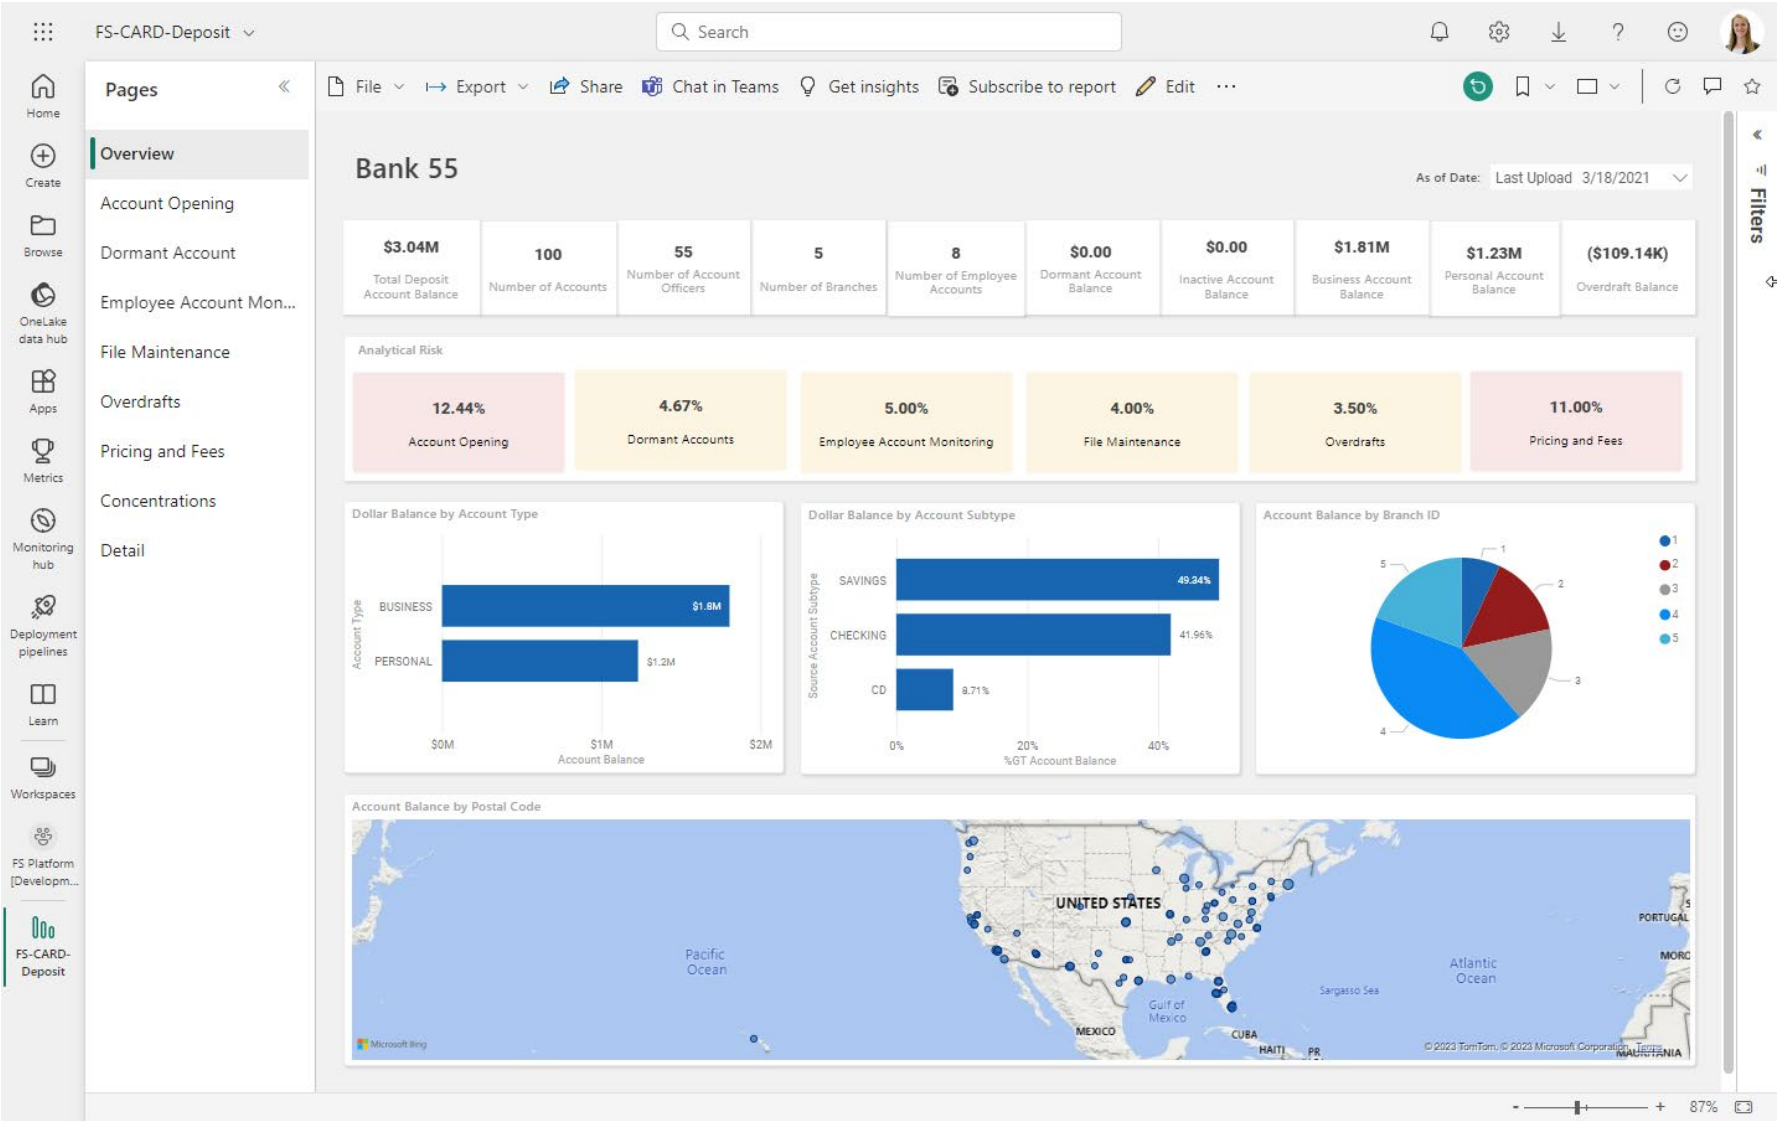 FS-CARD-Deposit
Search
Home
Create
Browse
OneLake
data hub
Apps
Metrics
Monitoring
hub
Deployment
pipelines
Learn
Workspaces
FS Platform
[Developm...
FS-CARD-
Deposit
Pages
Overview
Account Opening
Dormant Account
Employee Account Mon...
File Maintenance
Overdrafts
Pricing and Fees
Concentrations
Detail
File Export Share Chat in Teams Get insights Subscribe to report Edit ...
Filters
Bank 55
As of Date: Last Upload 3/18/2021
$3.04M
Total Deposit
Account Balance
100
Number of Accounts
55
Number of Account
Officers
5
Number of Branches
8
Number of Employee
Accounts
$0.00
Dormant Account
Balance
$0.00
Inactive Account
Balance
$1.81M
Business Account
Balance
$1.23M
Personal Account
Balance
($109.14K)
Overdraft Balance
Analytical Risk
12.44%
Account Opening
4.67%
Dormant Accounts
5.00%
Employee Account Monitoring
4.00%
File Maintenance
3.50%
Overdrafts
11.00%
Pricing and Fees
Dollar Balance by Account Type
Account Type
BUSINESS $1.8M
PERSONAL $1.2M
$0M $1M $2M
Account Balance
Dollar Balance by Account Subtype
Source Account Subtype
SAVINGS 49.34%
CHECKING 41.96%
CD 8.71%
0% 20% 40%
%GT Account Balance
Account Balance by Branch ID
1
2
3
4
5
1
2
3
4
5
Account Balance by Postal Code
UNITED STATES
PORTUGAL
Pacific
Ocean
MORO
Atlantic
Ocean
Sargasso Sea
Gulf of
Mexico
MEXICO
CUBA
HAITI
PR
Microsoft Bing
© 2023 TomTom, © 2023 Microsoft Corporation, Terms
MAURITANIA
- + 87%